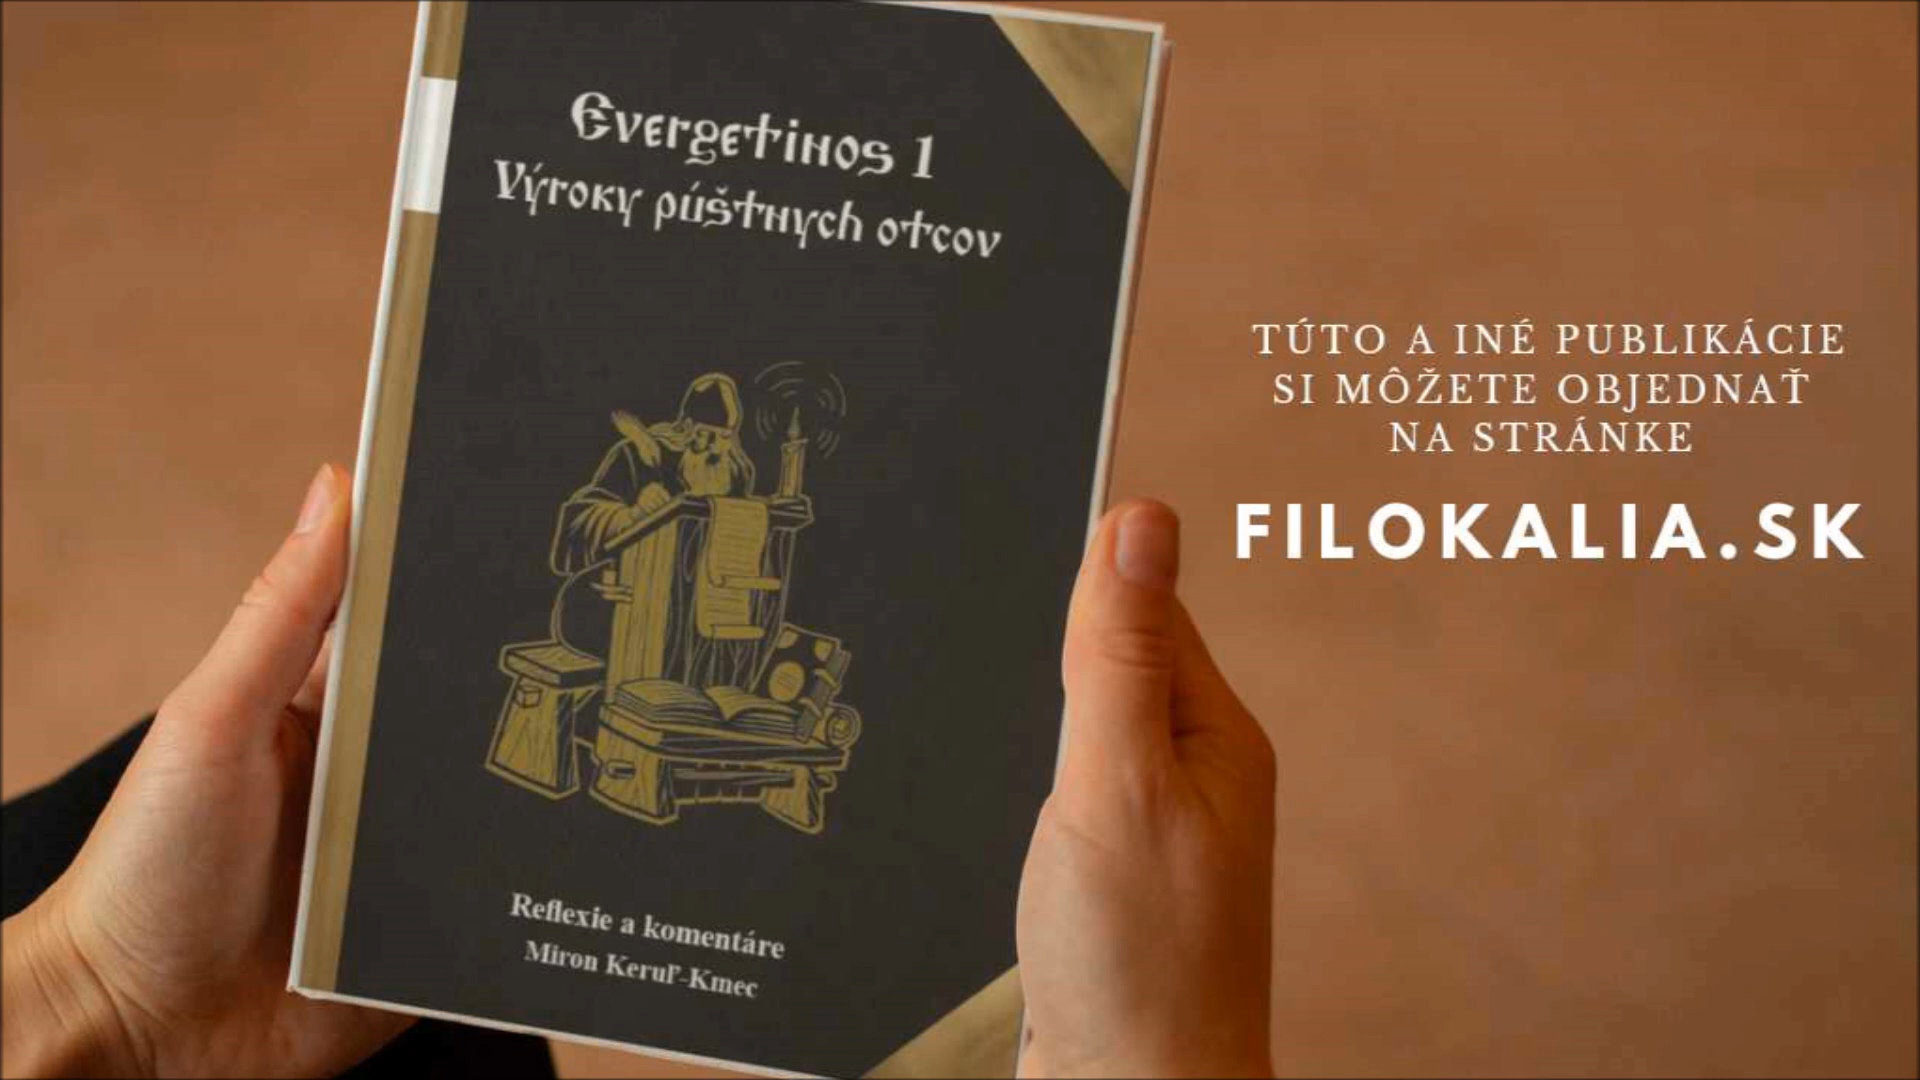 Evergetinos 1
Výroky púštnych otcov
Reflexie a komentáre
Miron Keruľ-Kmec
TÚTO A INÉ PUBLIKÁCIE
SI MÔŽETE OBJEDNAŤ
NA STRÁNKE
FILOKALIA.SK